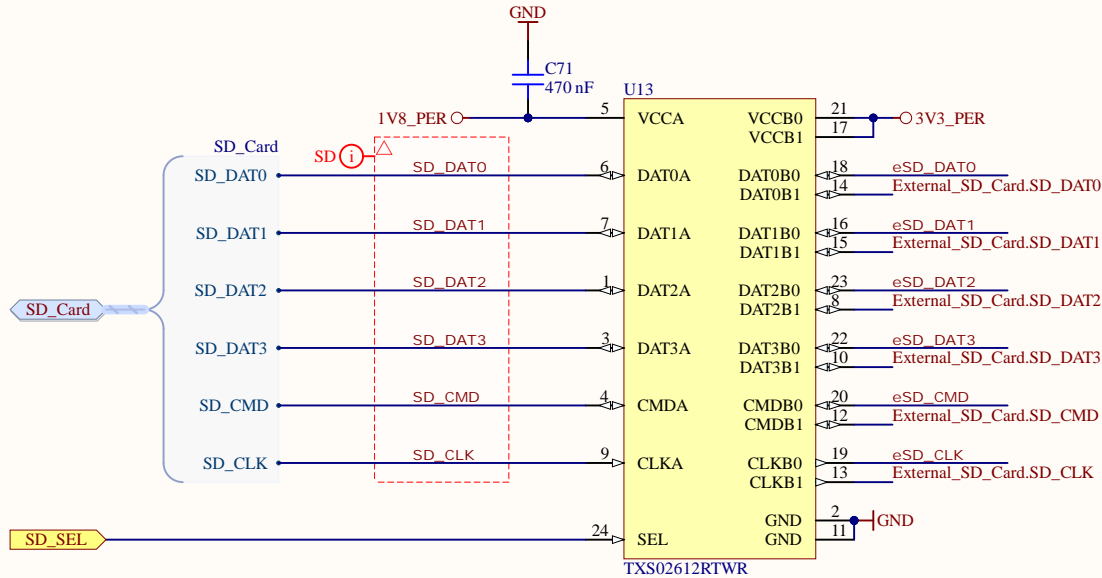 GND
C71
470 nF
U13
1V8_PER
5
VCCA
VCCB0
21
3V3_PER
VCCB1
17
SD_Card
SD
i
SD_DAT0
SD_DAT0
6
DAT0A
DAT0B0
18
eSD_DAT0
DAT0B1
14
External_SD_Card.SD_DAT0
SD_DAT1
SD_DAT1
7
DAT1A
DAT1B0
16
eSD_DAT1
DAT1B1
15
External_SD_Card.SD_DAT1
SD_DAT2
SD_DAT2
1
DAT2A
DAT2B0
23
eSD_DAT2
DAT2B1
8
External_SD_Card.SD_DAT2
SD_Card
SD_DAT3
SD_DAT3
3
DAT3A
DAT3B0
22
eSD_DAT3
DAT3B1
10
External_SD_Card.SD_DAT3
SD_CMD
SD_CMD
4
CMDA
CMDB0
20
eSD_CMD
CMDB1
12
External_SD_Card.SD_CMD
SD_CLK
SD_CLK
9
CLKA
CLKB0
19
eSD_CLK
CLKB1
13
External_SD_Card.SD_CLK
GND
2
GND
SD_SEL
24
SEL
GND
11
TXS02612RTWR